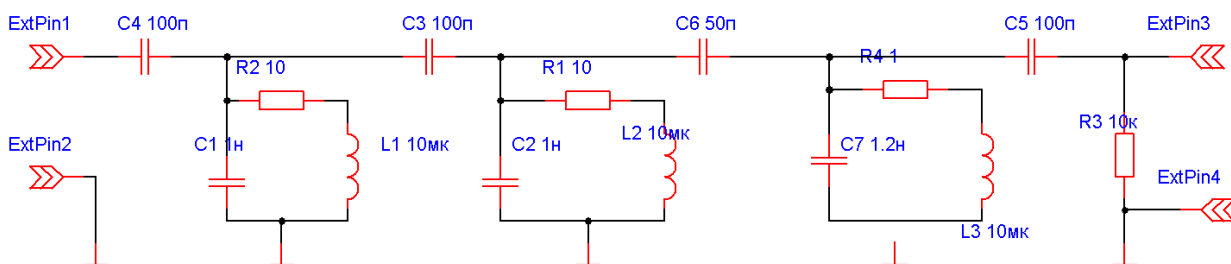 ExtPin1
C4 100п
C3 100п
C6 50п
C5 100п
ExtPin3
R2 10
R1 10
R4 1
ExtPin2
C1 1н
L1 10мк
C2 1н
L2 10мк
C7 1.2н
R3 10к
ExtPin4
L3 10мк